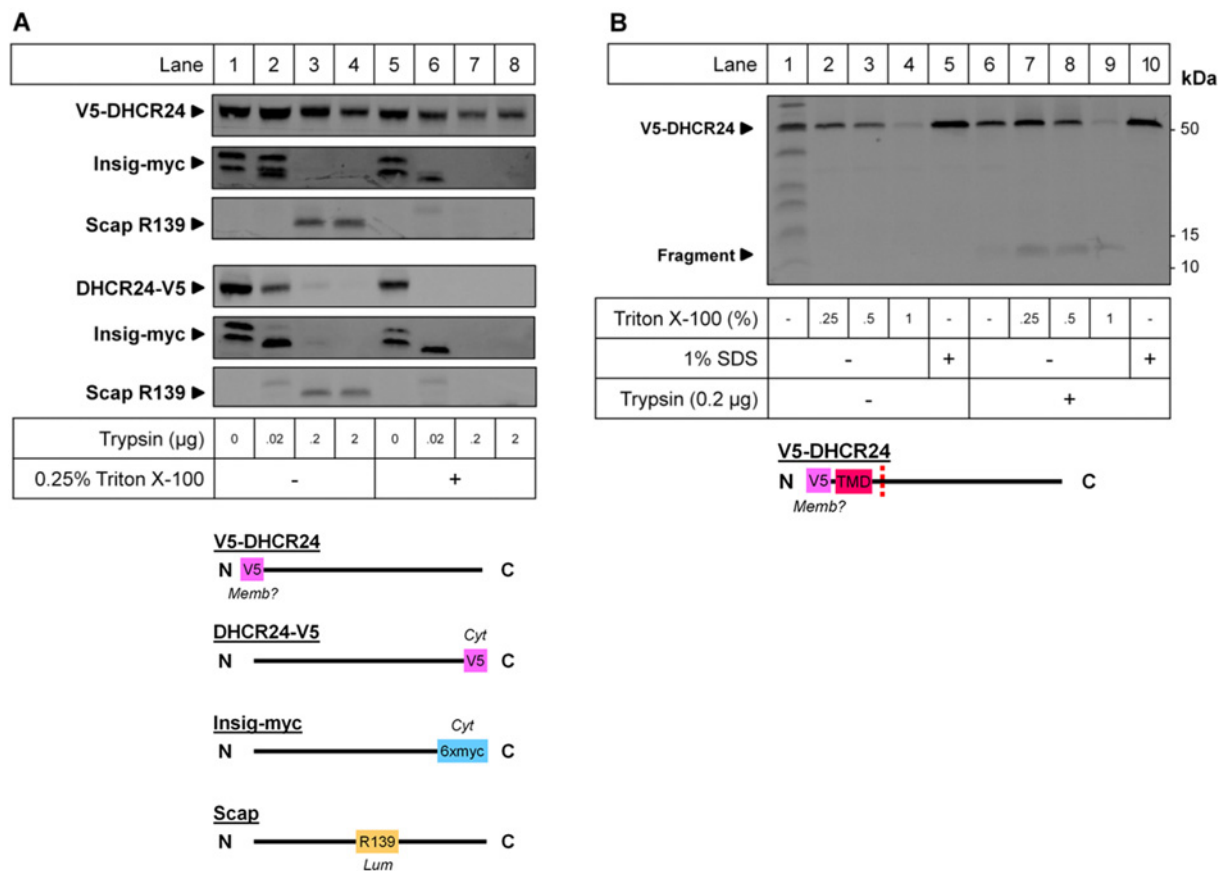 A
Lane 1 2 3 4 5 6 7 8
V5-DHCR24
Insig-myc
Scap R139
DHCR24-V5
Insig-myc
Scap R139
Trypsin (µg) 0 .02 .2 2 0 .02 .2 2
0.25% Triton X-100 - +
V5-DHCR24
N V5 C
Memb?
DHCR24-V5
Cyt
N V5 C
Insig-myc
Cyt
N 6xmyc C
Scap
N R139 C
Lum
B
Lane 1 2 3 4 5 6 7 8 9 10
kDa
V5-DHCR24
- 50
- 15
Fragment
- 10
Triton X-100 (%) - .25 .5 1 - - .25 .5 1 -
1% SDS - + - +
Trypsin (0.2 µg) - +
V5-DHCR24
N V5 TMD C
Memb?